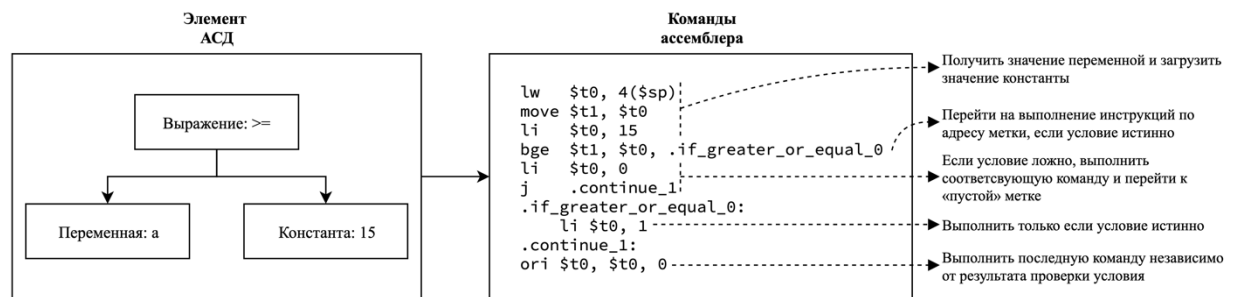 Элемент
АСД
Команды
ассемблера
Выражение: >=
Переменная: a
Константа: 15
lw $t0, 4($sp)
move $t1, $t0
li $t0, 15
bge $t1, $t0, .if_greater_or_equal_0
li $t0, 0
j .continue_1
.if_greater_or_equal_0:
li $t0, 1
.continue_1:
ori $t0, $t0, 0
Получить значение переменной и загрузить
значение константы
Перейти на выполнение инструкций по
адресу метки, если условие истинно
Если условие ложно, выполнить
соответсвующую команду и перейти к
«пустой» метке
Выполнить только если условие истинно
Выполнить последнюю команду независимо
от результата проверки условия